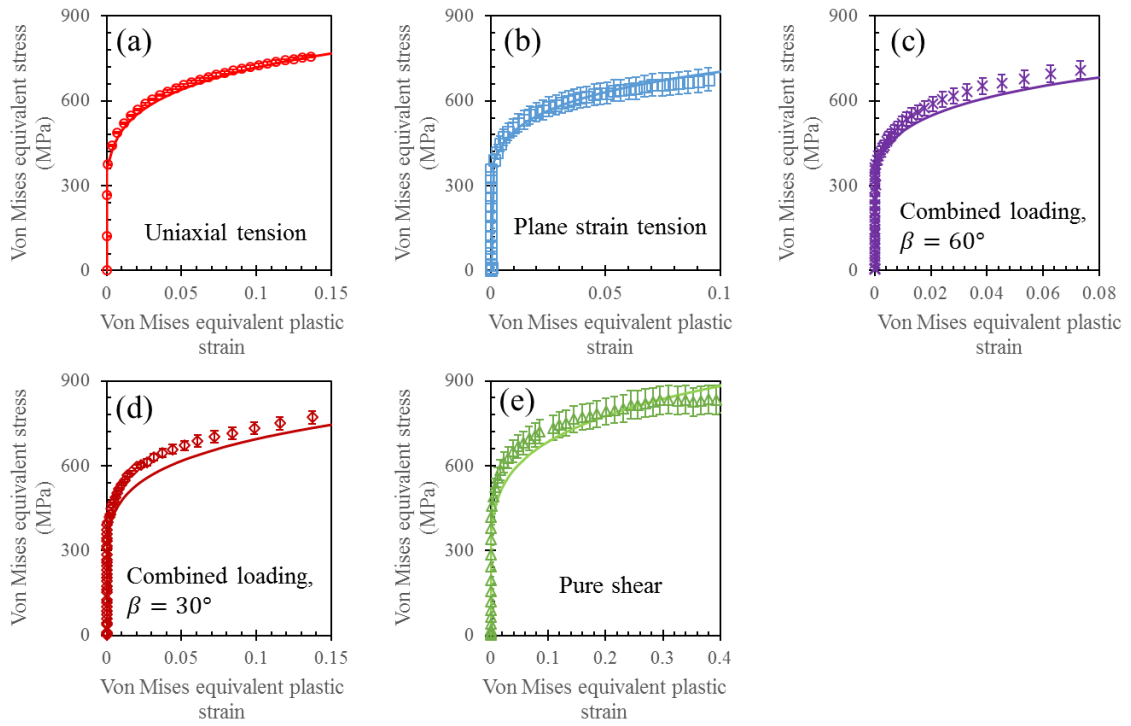 (a)
Von Mises equivalent stress
(MPa)
900
600
300
0
Uniaxial tension
0
0.05
0.1
0.15
Von Mises equivalent plastic
strain
(b)
Von Mises equivalent stress
(MPa)
900
600
300
0
Plane strain tension
0
0.05
0.1
Von Mises equivalent plastic
strain
(c)
Von Mises equivalent stress
(MPa)
900
600
300
0
Combined loading,
β = 60°
0
0.02
0.04
0.06
0.08
Von Mises equivalent plastic
strain
(d)
Von Mises equivalent stress
(MPa)
900
600
300
0
Combined loading,
β = 30°
0
0.05
0.1
0.15
Von Mises equivalent plastic
strain
(e)
Von Mises equivalent stress
(MPa)
900
600
300
0
Pure shear
0
0.1
0.2
0.3
0.4
Von Mises equivalent plastic
strain